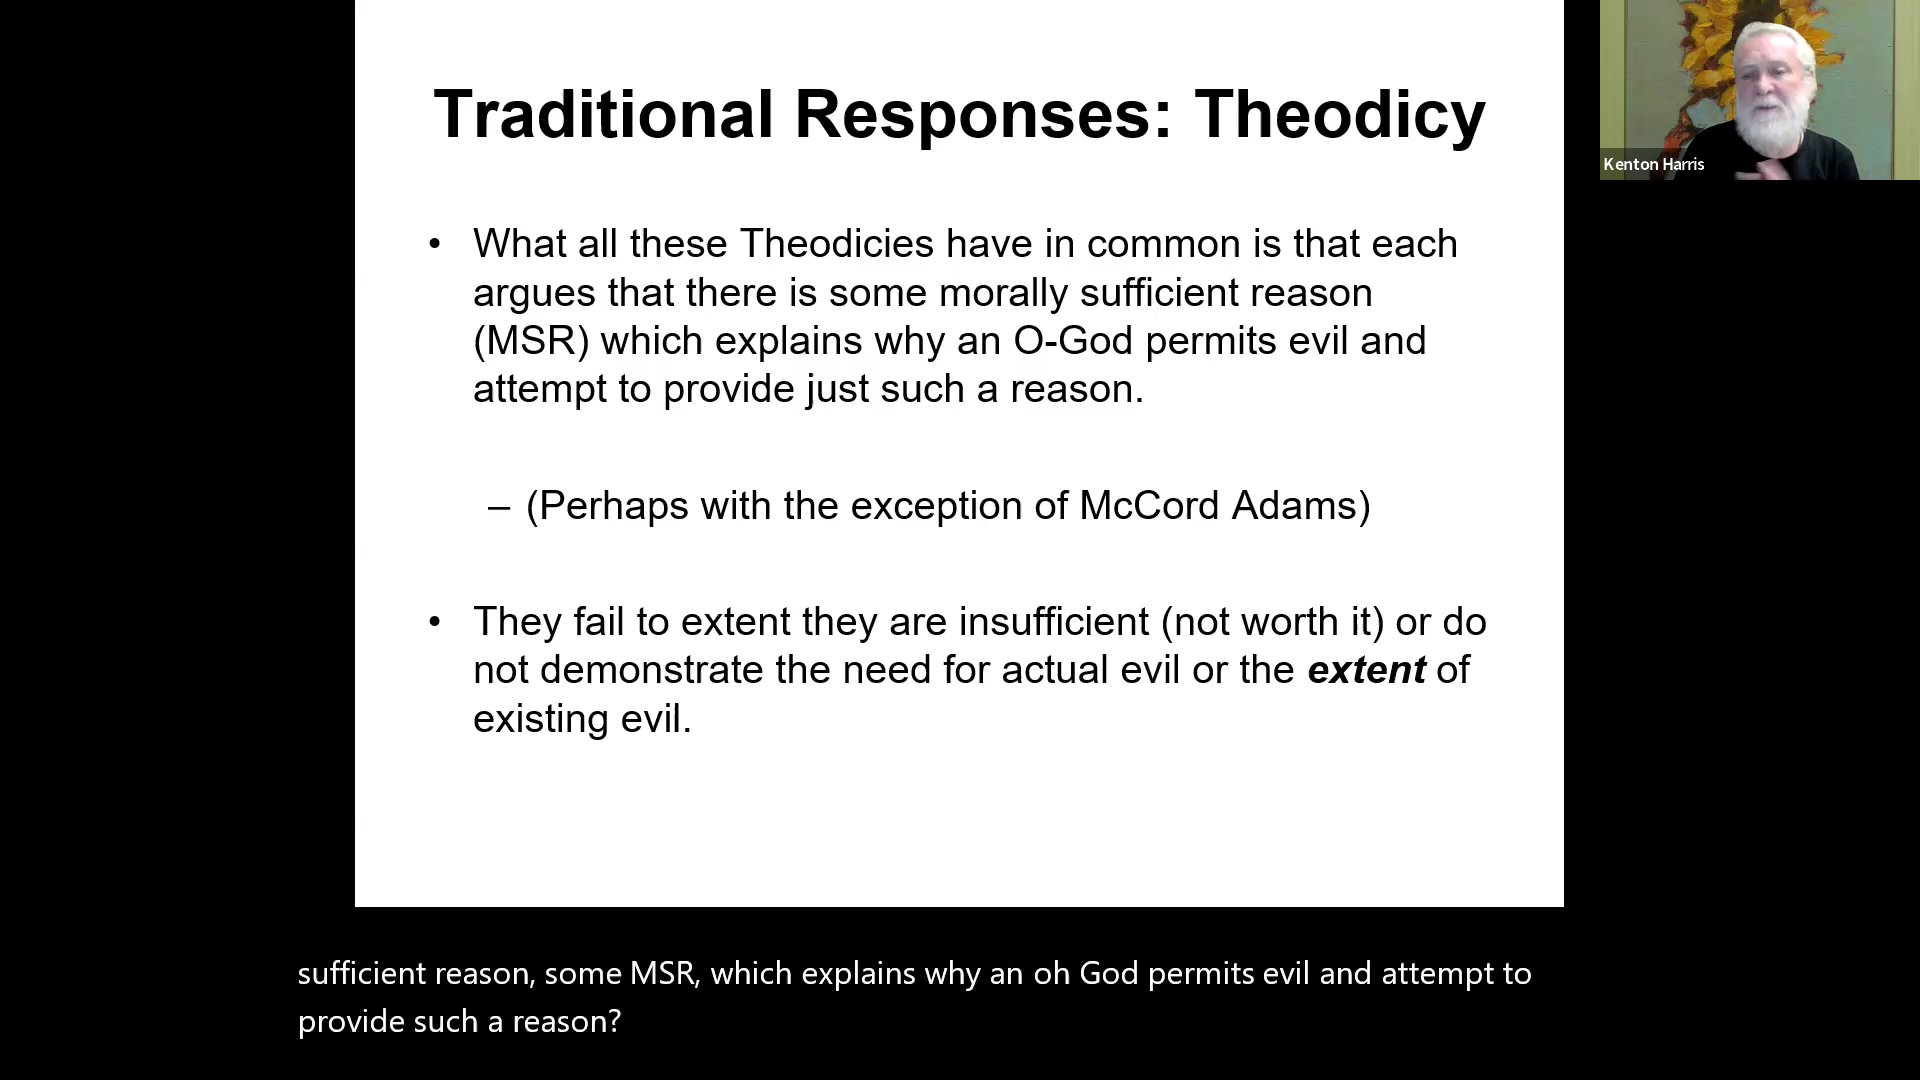 Traditional Responses: Theodicy
Kenton Harris
• What all these Theodicies have in common is that each
argues that there is some morally sufficient reason
(MSR) which explains why an O-God permits evil and
attempt to provide just such a reason.
– (Perhaps with the exception of McCord Adams)
• They fail to extent they are insufficient (not worth it) or do
not demonstrate the need for actual evil or the extent of
existing evil.
sufficient reason, some MSR, which explains why an oh God permits evil and attempt to
provide such a reason?